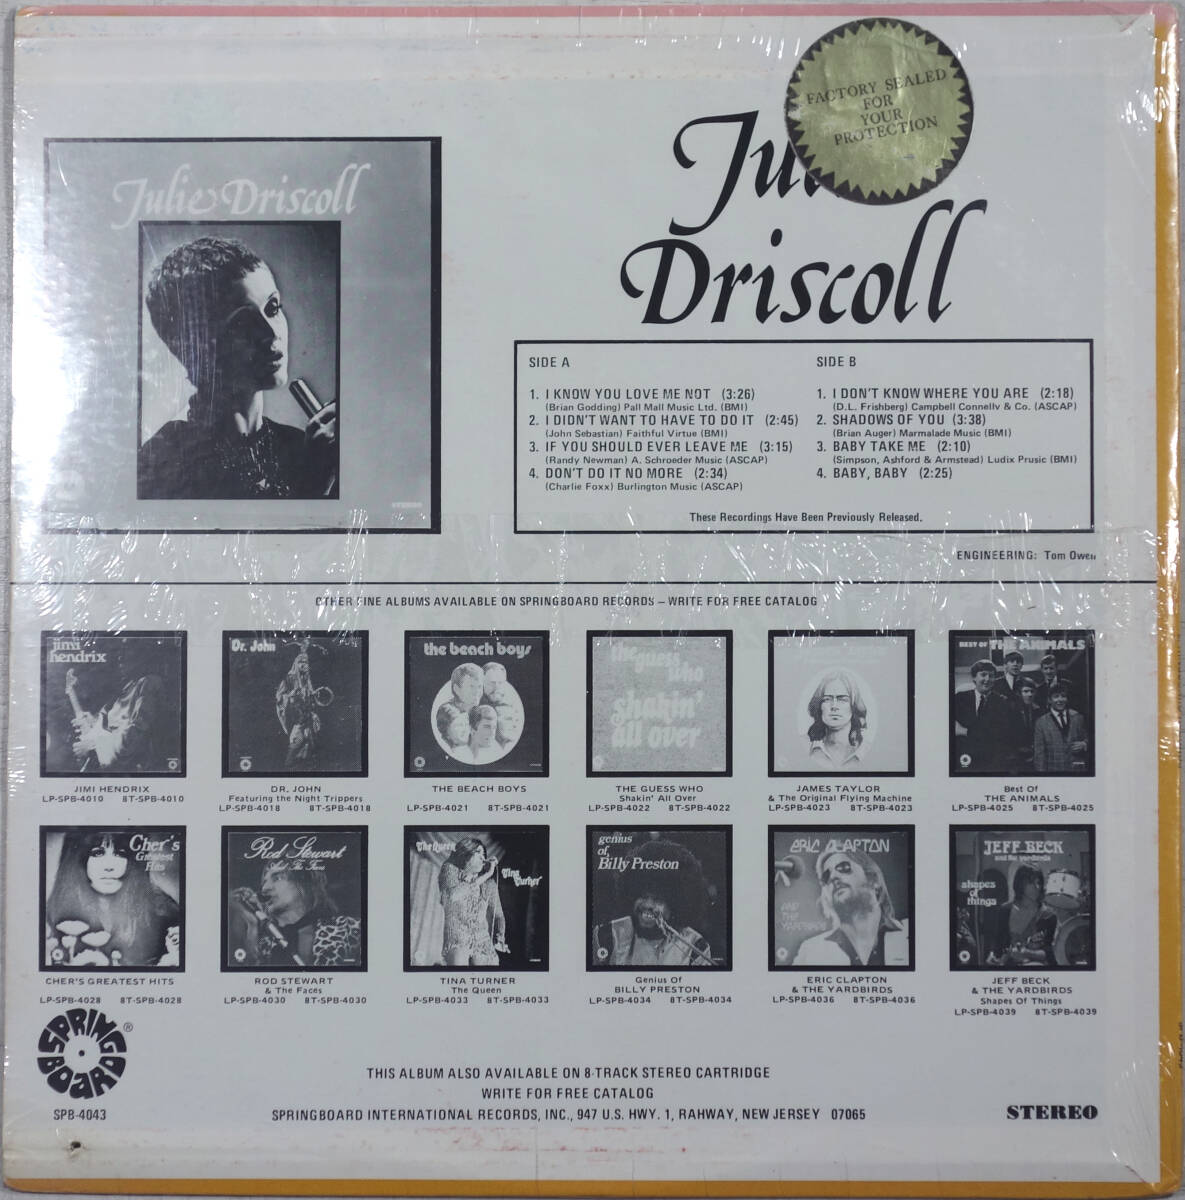 FACTORY SEALED
FOR
YOUR
PROTECTION
Julie Driscoll
STEREO
Driscoll
SIDE A
1. I KNOW YOU LOVE ME NOT (3:26)
(Brian Godding) Pall Mall Music Ltd. (BMI)
2. I DIDN'T WANT TO HAVE TO DO IT (2:45)
(John Sebastian) Faithful Virtue (BMI)
3. IF YOU SHOULD EVER LEAVE ME (3:15)
(Randy Newman) A. Schroeder Music (ASCAP)
4. DON'T DO IT NO MORE (2:34)
(Charlie Foxx) Burlington Music (ASCAP)
SIDE B
1. I DON'T KNOW WHERE YOU ARE (2:18)
(D.L. Frishberg) Campbell Connelly & Co. (ASCAP)
2. SHADOWS OF YOU (3:38)
(Brian Auger) Marmalade Music (BMI)
3. BABY TAKE ME (2:10)
(Simpson, Ashford & Armstead) Ludix Prusic (BMI)
4. BABY, BABY (2:25)
These Recordings Have Been Previously Released.
ENGINEERING: Tom Owen
OTHER FINE ALBUMS AVAILABLE ON SPRINGBOARD RECORDS – WRITE FOR FREE CATALOG
jimi
hendrix
JIMI HENDRIX
LP-SPB-4010 8T-SPB-4010
Dr. John
DR. JOHN
Featuring the Night Trippers
LP-SPB-4018 8T-SPB-4018
the beach boys
THE BEACH BOYS
LP-SPB-4021 8T-SPB-4021
the guess
who
shakin'
all over
THE GUESS WHO
Shakin' All Over
LP-SPB-4022 8T-SPB-4022
JAMES TAYLOR
& The Original Flying Machine
LP-SPB-4023 8T-SPB-4023
BEST OF THE ANIMALS
Best of
THE ANIMALS
LP-SPB-4025 8T-SPB-4025
Cher's
Greatest
Hits
CHER'S GREATEST HITS
LP-SPB-4028 8T-SPB-4028
Rod Stewart
And The Faces
ROD STEWART
& The Faces
LP-SPB-4030 8T-SPB-4030
The Queen
Tina
Turner
TINA TURNER
The Queen
LP-SPB-4033 8T-SPB-4033
genius
of
Billy Preston
Genius Of
BILLY PRESTON
LP-SPB-4034 8T-SPB-4034
ERIC CLAPTON
AND THE
YARDBIRDS
ERIC CLAPTON
& THE YARDBIRDS
LP-SPB-4036 8T-SPB-4036
JEFF BECK
and the yardbirds
shapes
of
things
JEFF BECK
& THE YARDBIRDS
Shapes Of Things
LP-SPB-4039 8T-SPB-4039
SPRING
BOARD
®
SPB-4043
THIS ALBUM ALSO AVAILABLE ON 8-TRACK STEREO CARTRIDGE
WRITE FOR FREE CATALOG
SPRINGBOARD INTERNATIONAL RECORDS, INC., 947 U.S. HWY. 1, RAHWAY, NEW JERSEY 07065
STEREO